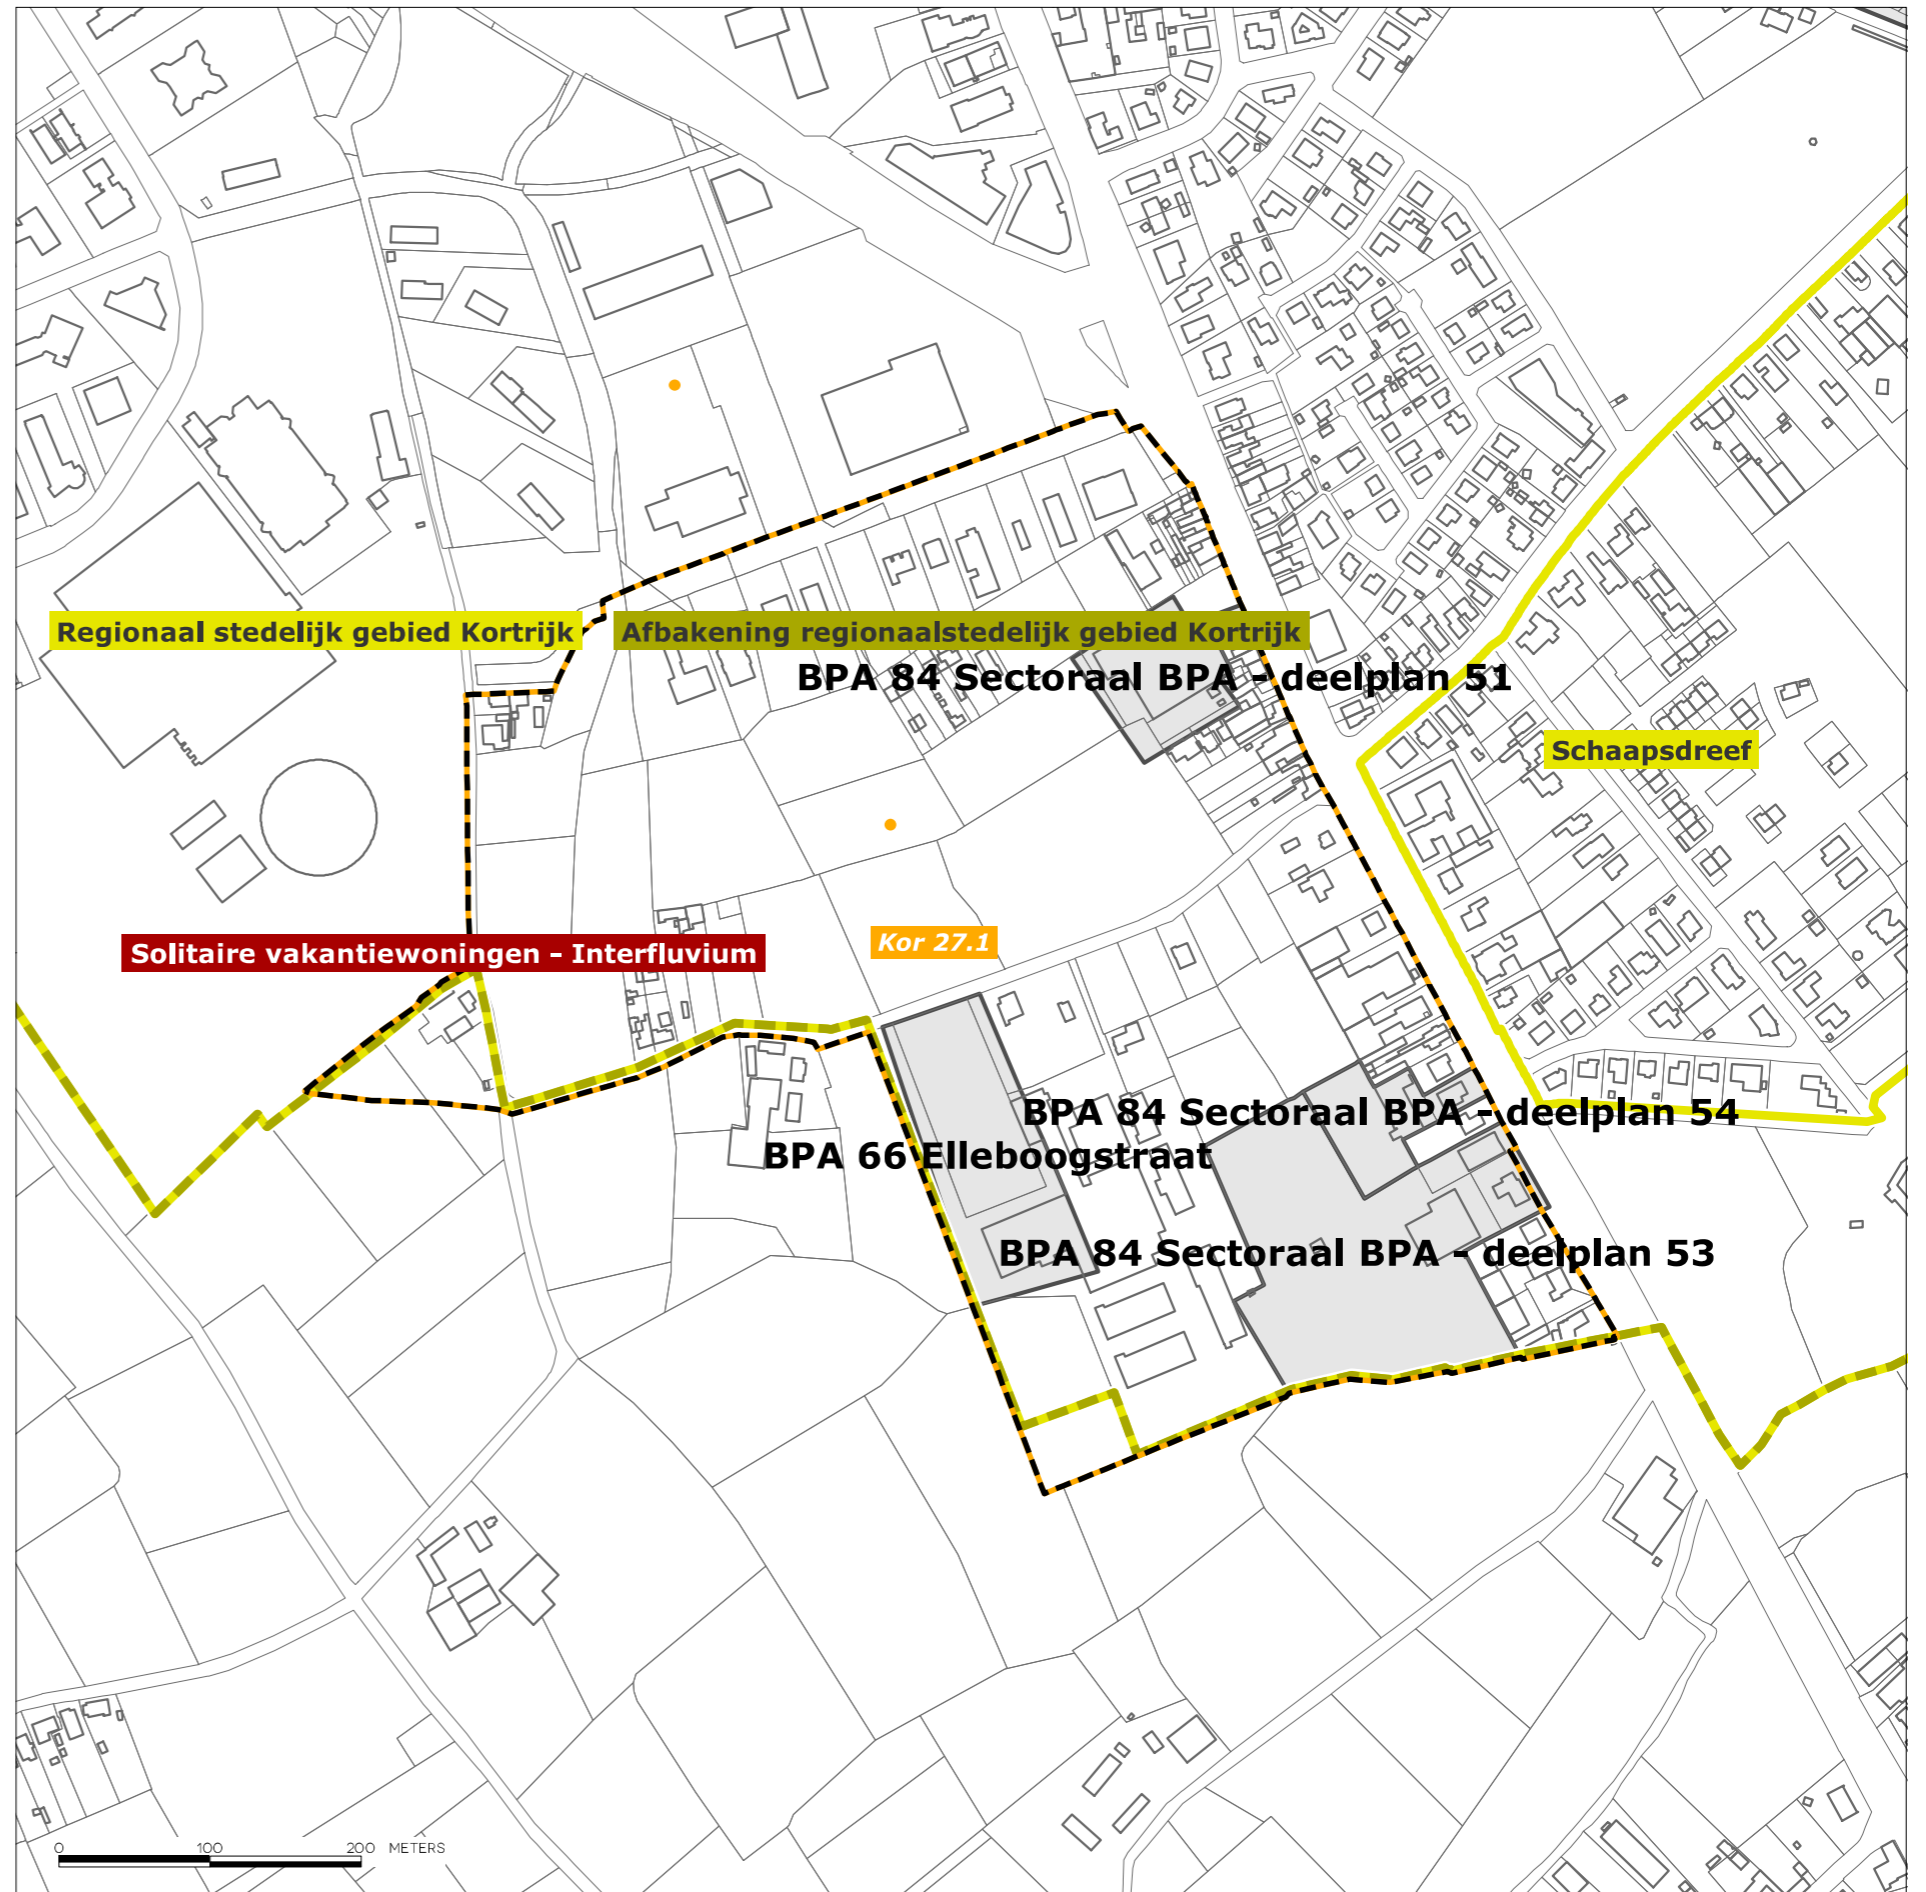 Regionaal stedelijk gebied Kortrijk
Afbakening regionaalstedelijk gebied Kortrijk
BPA 84 Sectoraal BPA - deelplan 51
Schaapsdreef
Solitaire vakantiewoningen - Interfluvium
Kor 27.1
BPA 84 Sectoraal BPA - deelplan 54
BPA 66 Elleboogstraat
BPA 84 Sectoraal BPA - deelplan 53
0 100 200 METERS